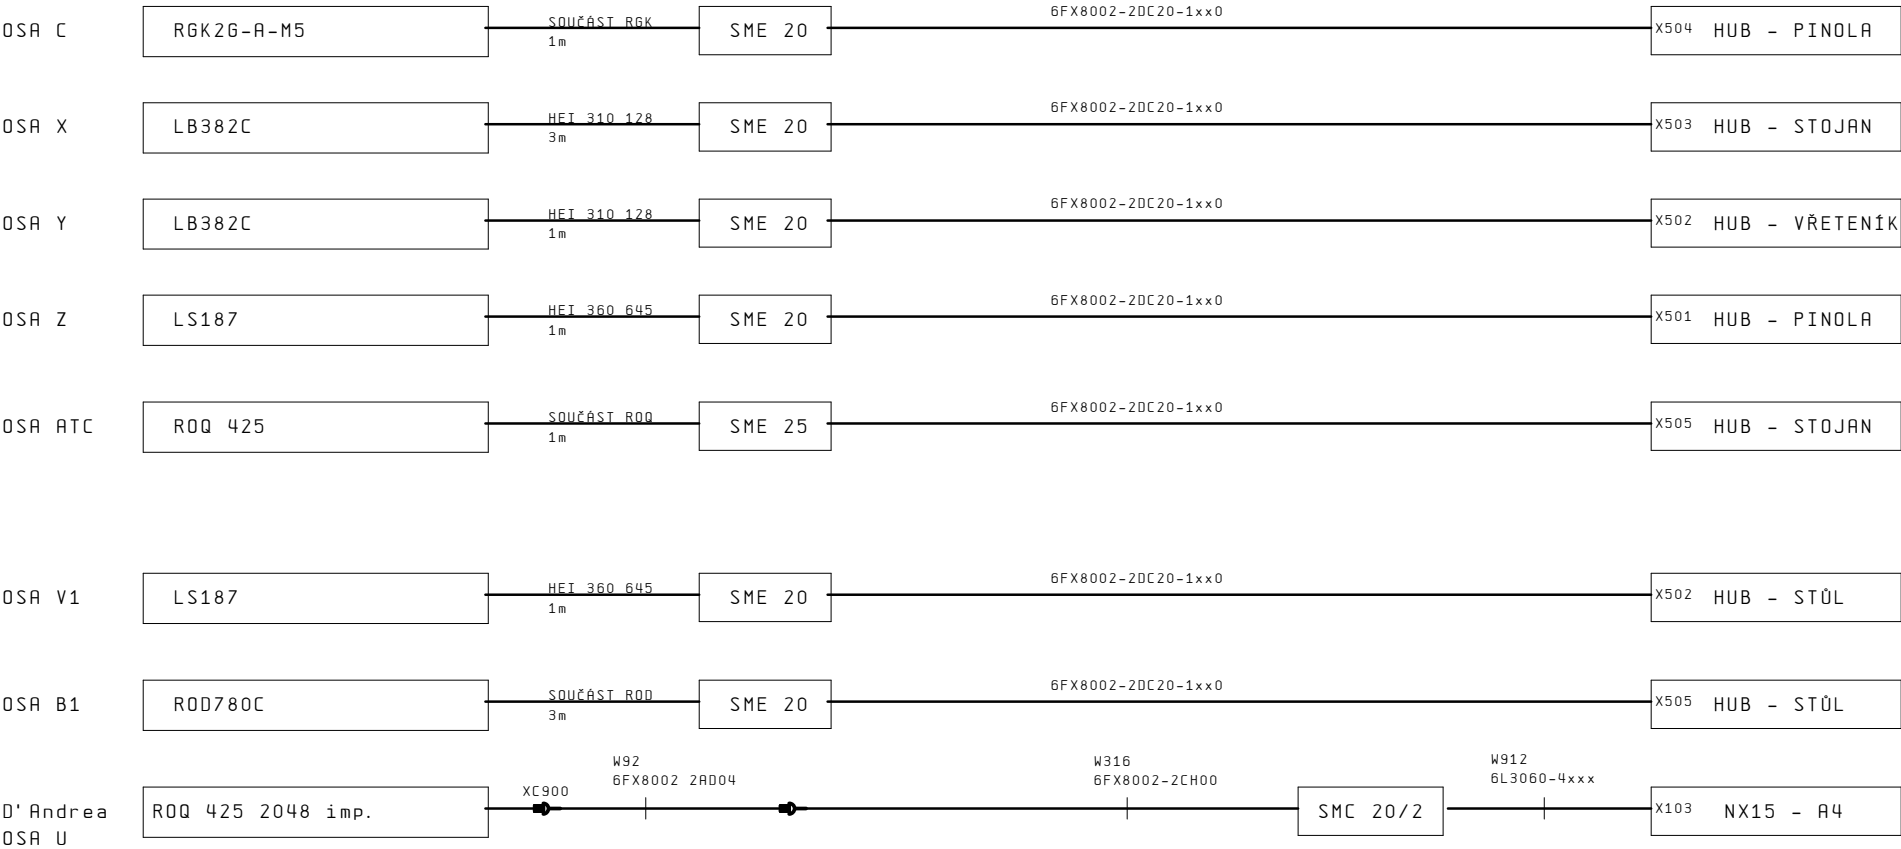 OSA C RGK2G-A-M5 SOUČÁST RGK SME 20 6FX8002-2DC20-1xx0 X504 HUB - PINOLA
1m
OSA X LB382C HEI 310 128 SME 20 6FX8002-2DC20-1xx0 X503 HUB - STOJAN
3m
OSA Y LB382C HEI 310 128 SME 20 6FX8002-2DC20-1xx0 X502 HUB - VŘETENÍK
1m
OSA Z LS187 HEI 360 645 SME 20 6FX8002-2DC20-1xx0 X501 HUB - PINOLA
1m
OSA ATC ROQ 425 SOUČÁST ROQ SME 25 6FX8002-2DC20-1xx0 X505 HUB - STOJAN
1m
OSA V1 LS187 HEI 360 645 SME 20 6FX8002-2DC20-1xx0 X502 HUB - STŮL
1m
OSA B1 ROD780C SOUČÁST ROD SME 20 6FX8002-2DC20-1xx0 X505 HUB - STŮL
3m
W92 W316 W912
6FX8002 2AD04 6FX8002-2CH00 6L3060-4xxx
XC900
D'Andrea ROQ 425 2048 imp. SMC 20/2 X103 NX15 - A4
OSA U